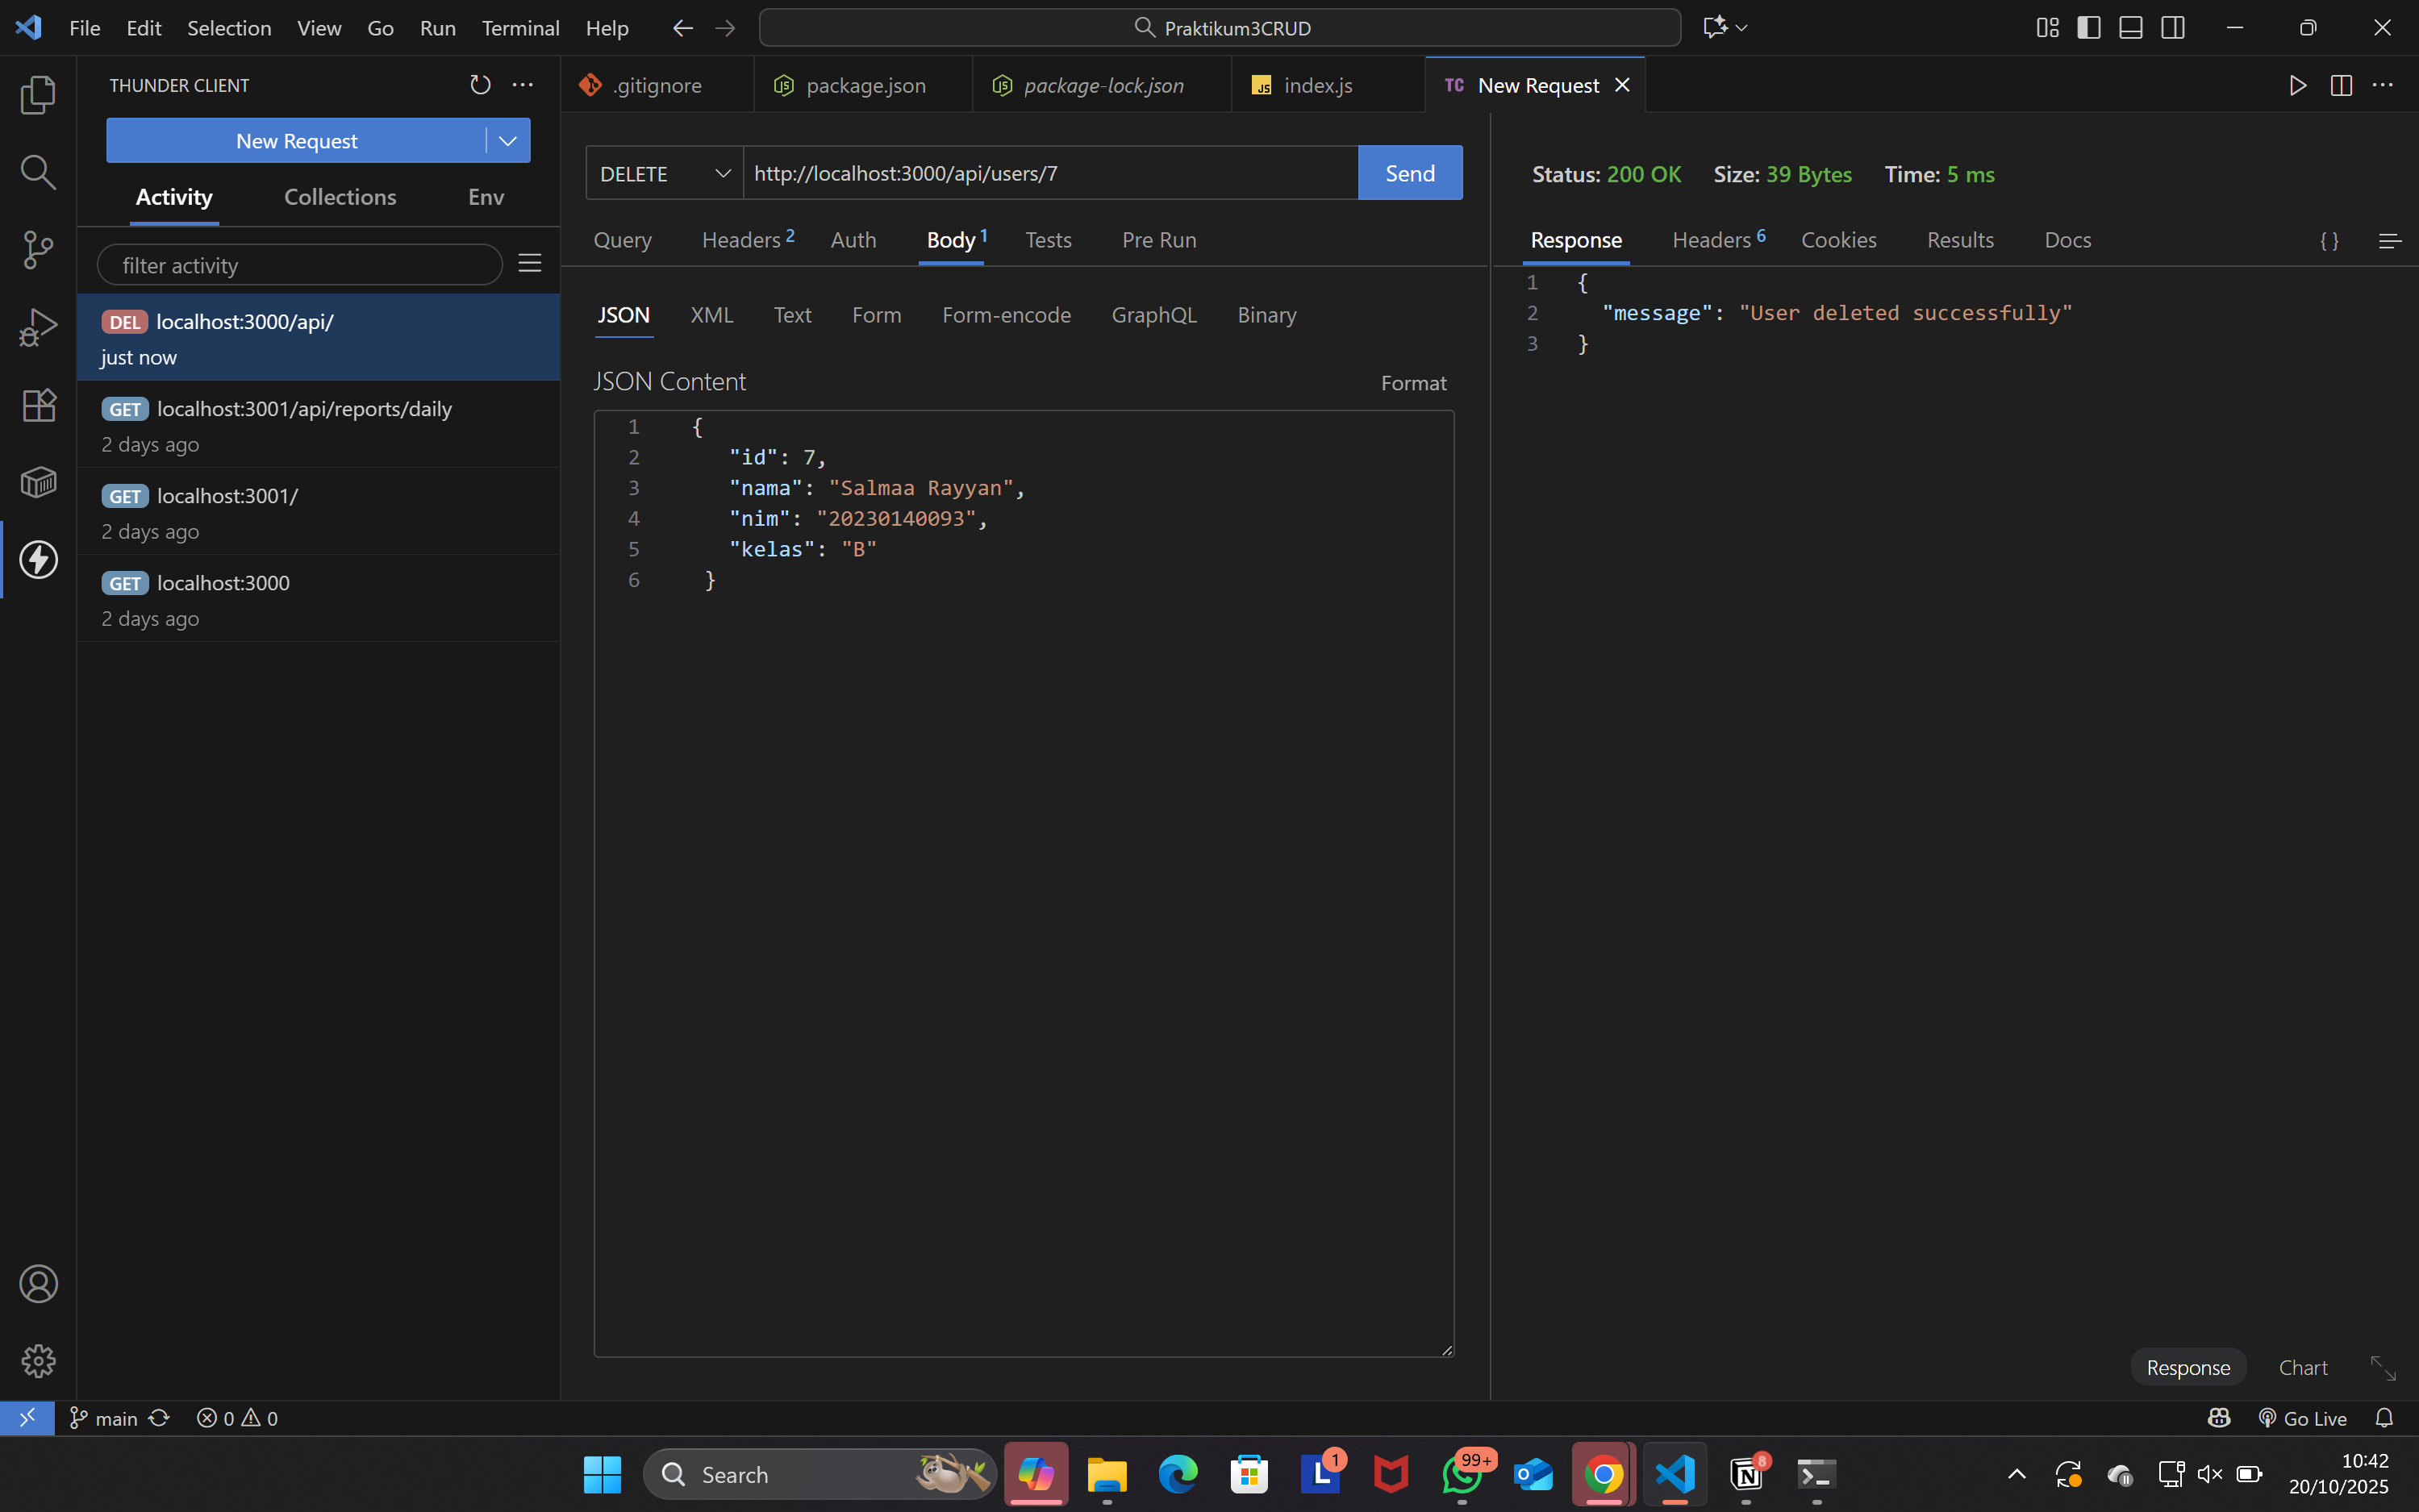 File Edit Selection View Go Run Terminal Help
Praktikum3CRUD
THUNDER CLIENT
New Request
Activity Collections Env
filter activity
DEL localhost:3000/api/
just now
GET localhost:3001/api/reports/daily
2 days ago
GET localhost:3001/
2 days ago
GET localhost:3000
2 days ago
.gitignore
package.json
package-lock.json
JS index.js
TC New Request
DELETE http://localhost:3000/api/users/7 Send
Query Headers 2 Auth Body 1 Tests Pre Run
JSON XML Text Form Form-encode GraphQL Binary
JSON Content Format
1 {
2 "id": 7,
3 "nama": "Salmaa Rayyan",
4 "nim": "20230140093",
5 "kelas": "B"
6 }
Status: 200 OK Size: 39 Bytes Time: 5 ms
Response Headers 6 Cookies Results Docs { }
1 {
2 "message": "User deleted successfully"
3 }
Response Chart
main 0 0 Go Live
Search
L 1
99+
8
10:42
20/10/2025